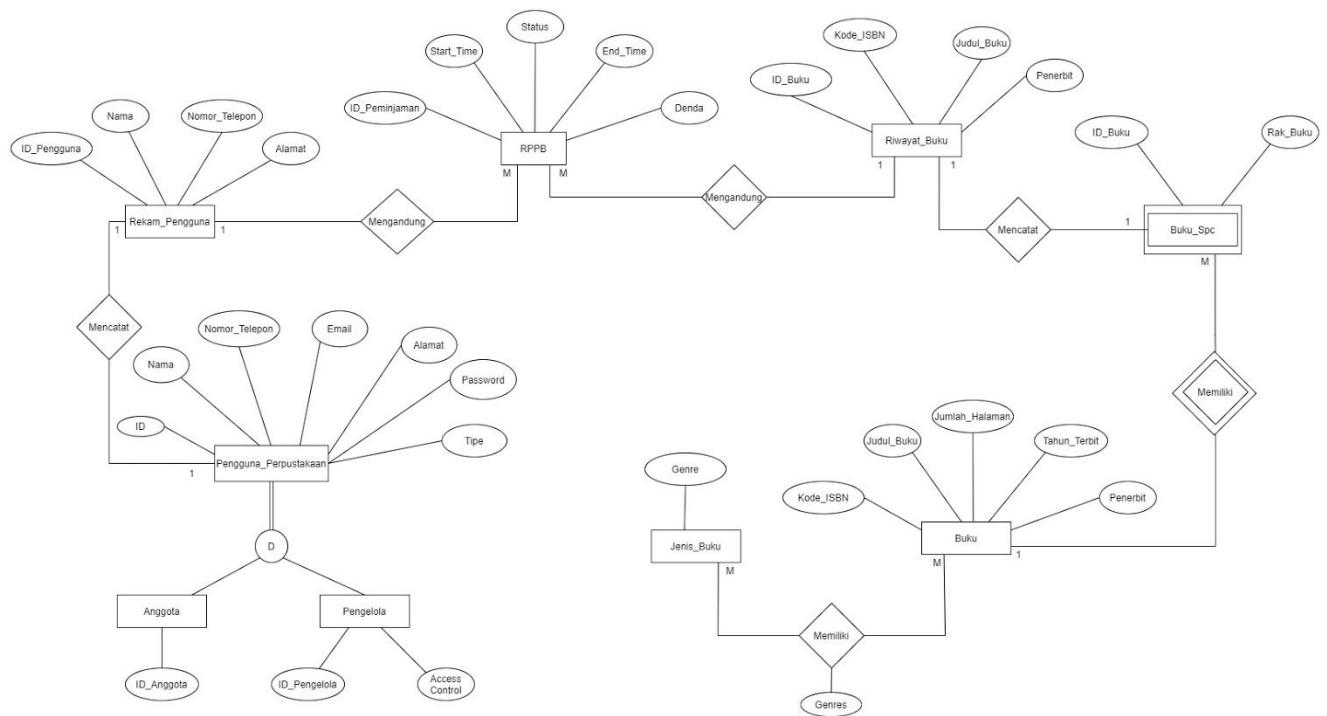 Status
Start_Time
End_Time
ID_Peminjaman
Denda
RPPB
M
M
Kode_ISBN
Judul_Buku
ID_Buku
Penerbit
Riwayat_Buku
1
1
ID_Buku
Rak_Buku
Buku_Spc
1
M
Nama
Nomor_Telepon
ID_Pengguna
Alamat
Rekam_Pengguna
1
1
Mengandung
Mengandung
Mencatat
Mencatat
Nomor_Telepon
Email
Alamat
Nama
Password
ID
Tipe
Pengguna_Perpustakaan
1
D
Anggota
Pengelola
ID_Anggota
ID_Pengelola
Access
Control
Memiliki
Jumlah_Halaman
Judul_Buku
Tahun_Terbit
Kode_ISBN
Penerbit
Buku
M
1
Genre
Jenis_Buku
M
Memiliki
Genres